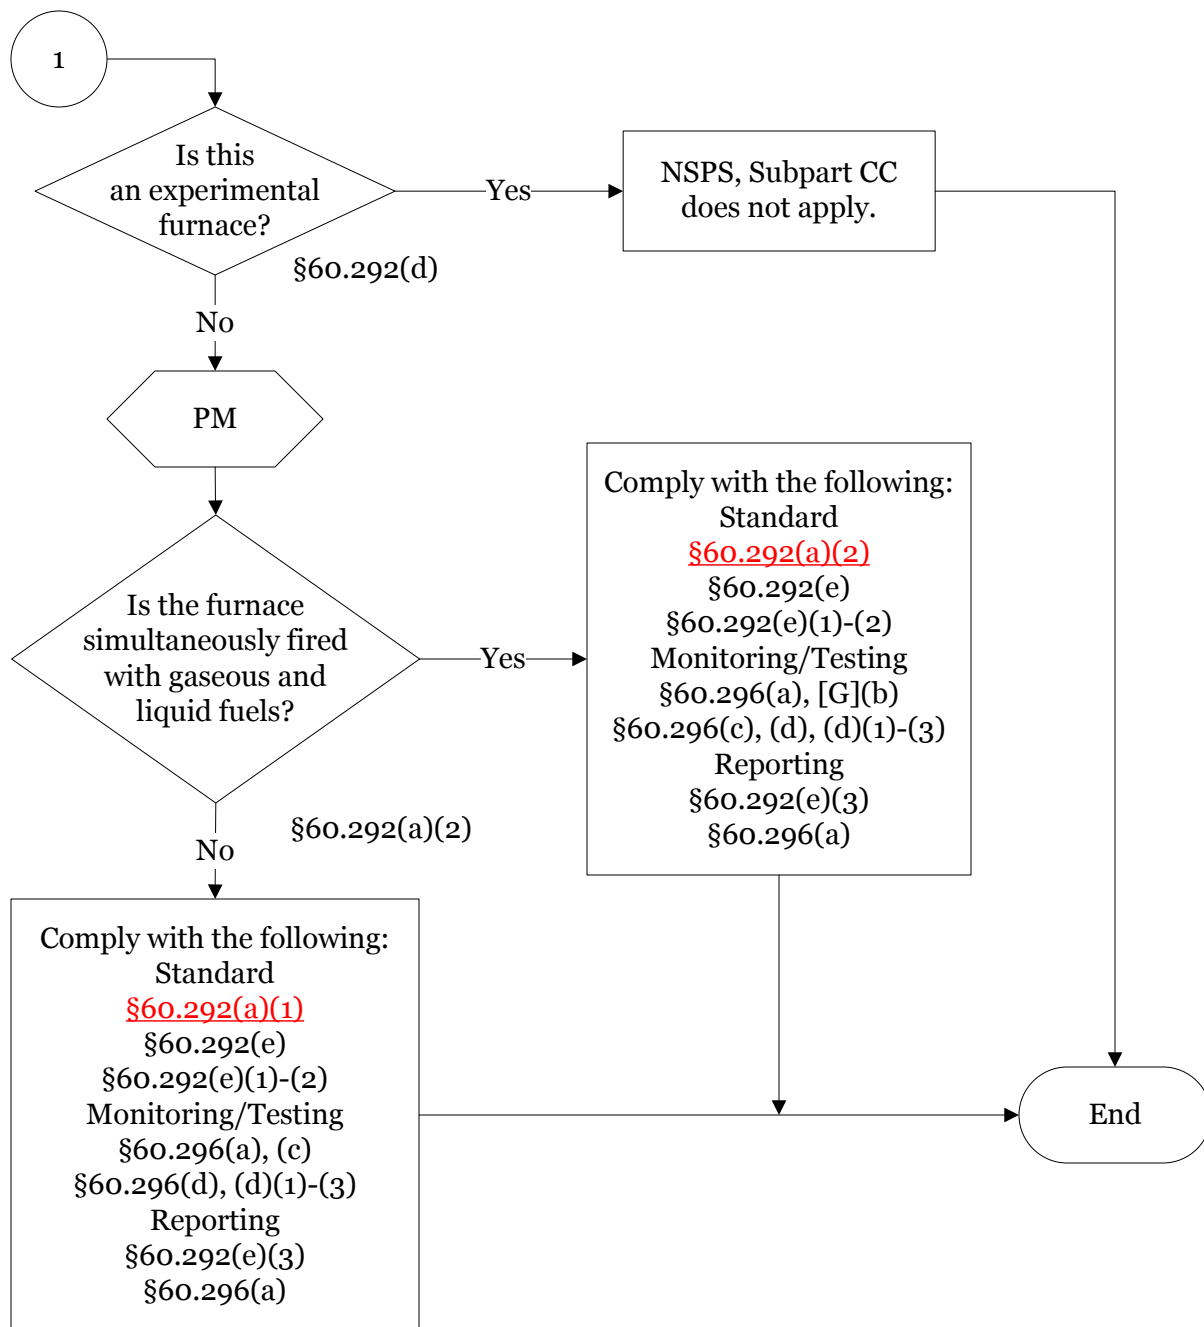 1
Is this
an experimental
furnace?
Yes
NSPS, Subpart CC
does not apply.
§60.292(d)
No
PM
Is the furnace
simultaneously fired
with gaseous and
liquid fuels?
Yes
Comply with the following:
Standard
§60.292(a)(2)
§60.292(e)
§60.292(e)(1)-(2)
Monitoring/Testing
§60.296(a), [G](b)
§60.296(c), (d), (d)(1)-(3)
Reporting
§60.292(e)(3)
§60.296(a)
§60.292(a)(2)
No
Comply with the following:
Standard
§60.292(a)(1)
§60.292(e)
§60.292(e)(1)-(2)
Monitoring/Testing
§60.296(a), (c)
§60.296(d), (d)(1)-(3)
Reporting
§60.292(e)(3)
§60.296(a)
End